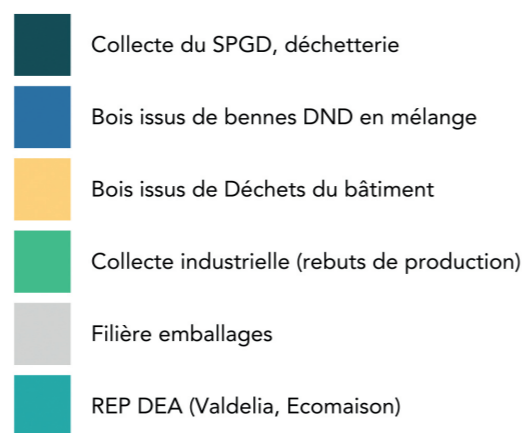 Collecte du SPGD, déchetterie
Bois issus de bennes DND en mélange
Bois issus de Déchets du bâtiment
Collecte industrielle (rebuts de production)
Filière emballages
REP DEA (Valdelia, Ecomaison)